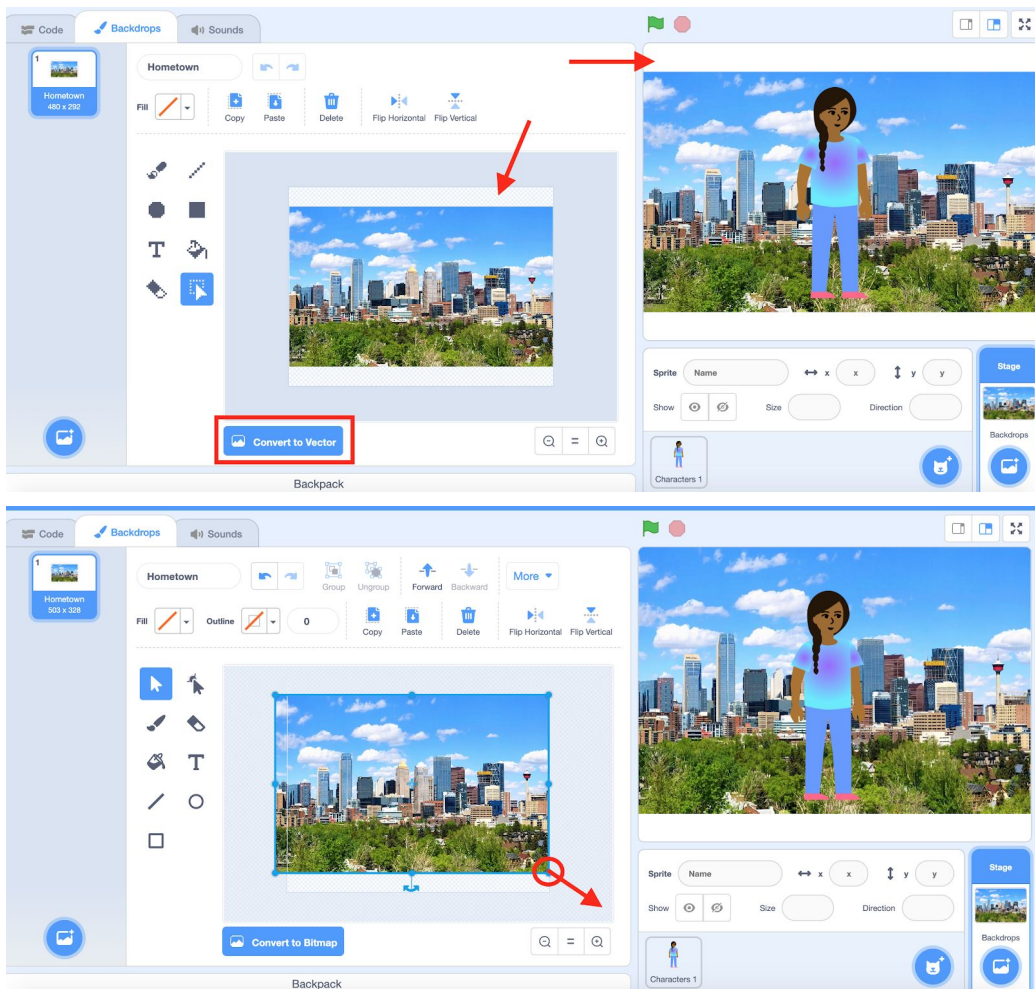 Code Backdrops Sounds
1
Hometown
480 x 292
Hometown
Fill Copy Paste Delete Flip Horizontal Flip Vertical
T
Convert to Vector
=
Backpack
Sprite Name x x y y
Show Size Direction
Characters 1
Stage
Backdrops
Code Backdrops Sounds
1
Hometown
503 x 328
Hometown
Group Ungroup Forward Backward More
Fill Outline 0 Copy Paste Delete Flip Horizontal Flip Vertical
T
Convert to Bitmap
=
Backpack
Sprite Name x x y y
Show Size Direction
Characters 1
Stage
Backdrops